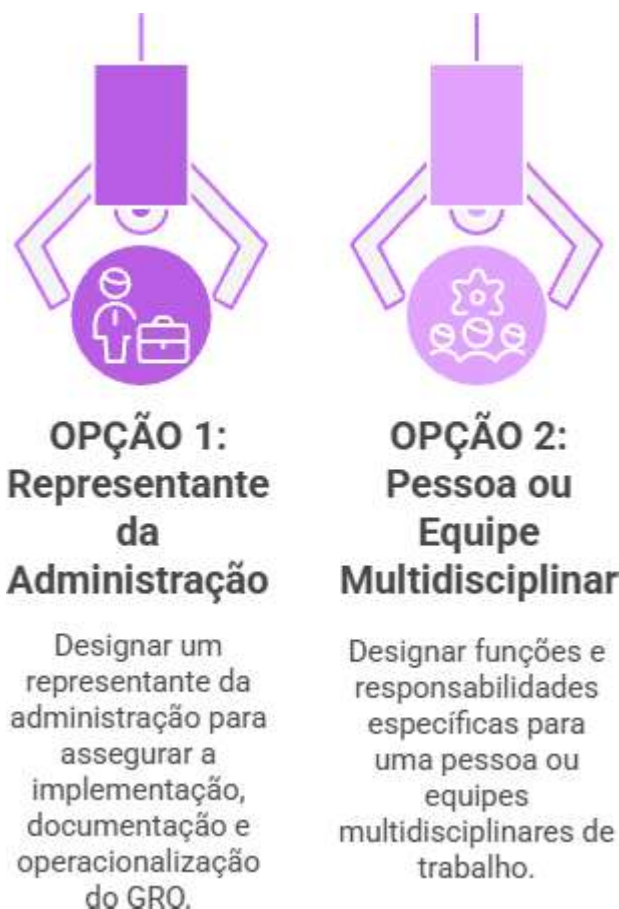 OPÇÃO 1:
Representante
da
Administração
Designar um
representante da
administração para
assegurar a
implementação,
documentação e
operacionalização
do GRO.
OPÇÃO 2:
Pessoa ou
Equipe
Multidisciplinar
Designar funções e
responsabilidades
específicas para
uma pessoa ou
equipes
multidisciplinares de
trabalho.